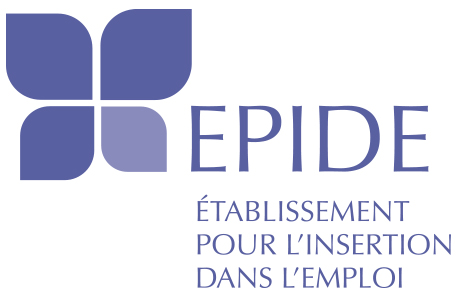 EPIDE
ÉTABLISSEMENT
POUR L’INSERTION
DANS L’EMPLOI